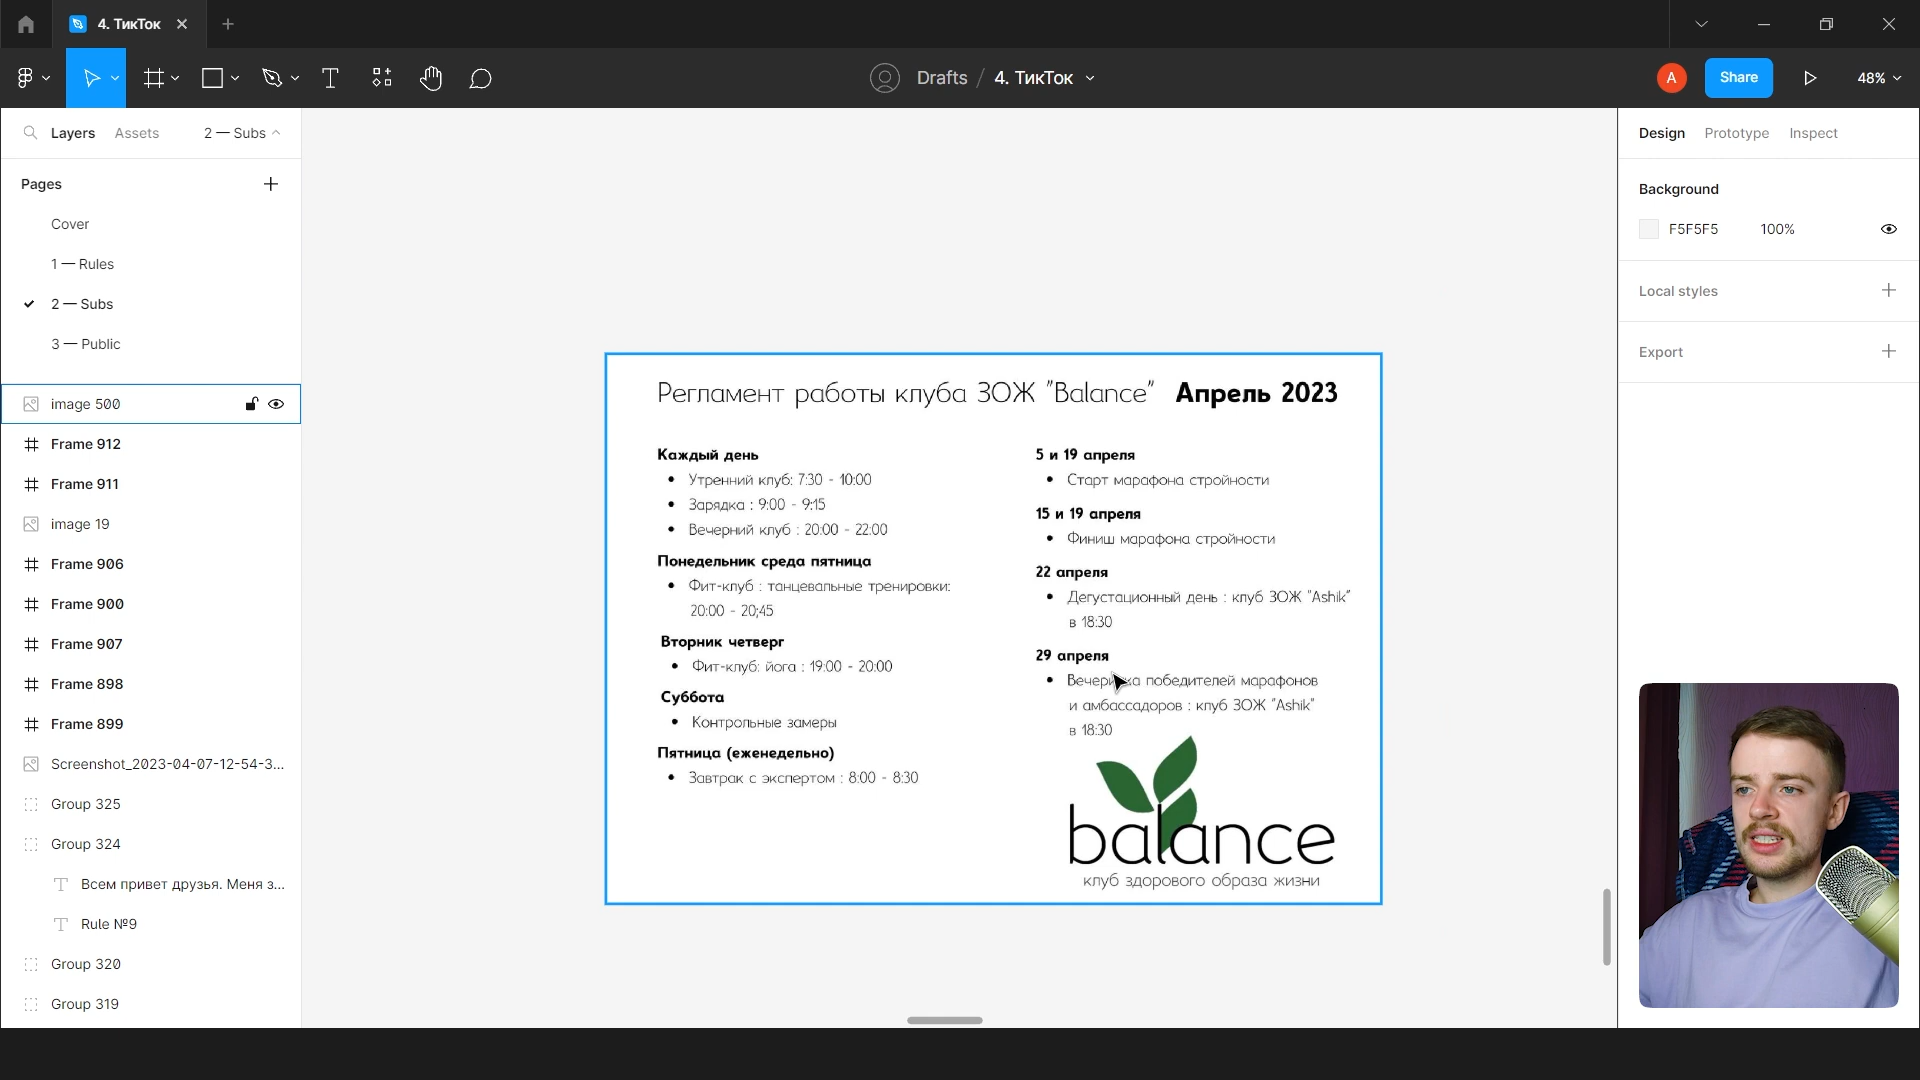 4. ТикТок
Drafts / 4. ТикТок
A
Share
48%
Layers
Assets
2 — Subs
Pages
Cover
1 — Rules
2 — Subs
3 — Public
image 500
Frame 912
Frame 911
image 19
Frame 906
Frame 900
Frame 907
Frame 898
Frame 899
Screenshot_2023-04-07-12-54-3...
Group 325
Group 324
Всем привет друзья. Меня з...
Rule №9
Group 320
Group 319
Регламент работы клуба ЗОЖ "Balance" Апрель 2023
Каждый день
• Утренний клуб: 7:30 - 10:00
• Зарядка : 9:00 - 9:15
• Вечерний клуб : 20:00 - 22:00
Понедельник среда пятница
• Фит-клуб : танцевальные тренировки:
20:00 - 20;45
Вторник четверг
• Фит-клуб: йога : 19:00 - 20:00
Суббота
• Контрольные замеры
Пятница (еженедельно)
• Завтрак с экспертом : 8:00 - 8:30
5 и 19 апреля
• Старт марафона стройности
15 и 19 апреля
• Финиш марафона стройности
22 апреля
• Дегустационный день : клуб ЗОЖ "Ashik"
в 18:30
29 апреля
• Вечеринка победителей марафонов
и амбассадоров : клуб ЗОЖ "Ashik"
в 18:30
balance
клуб здорового образа жизни
Design
Prototype
Inspect
Background
F5F5F5
100%
Local styles
Export